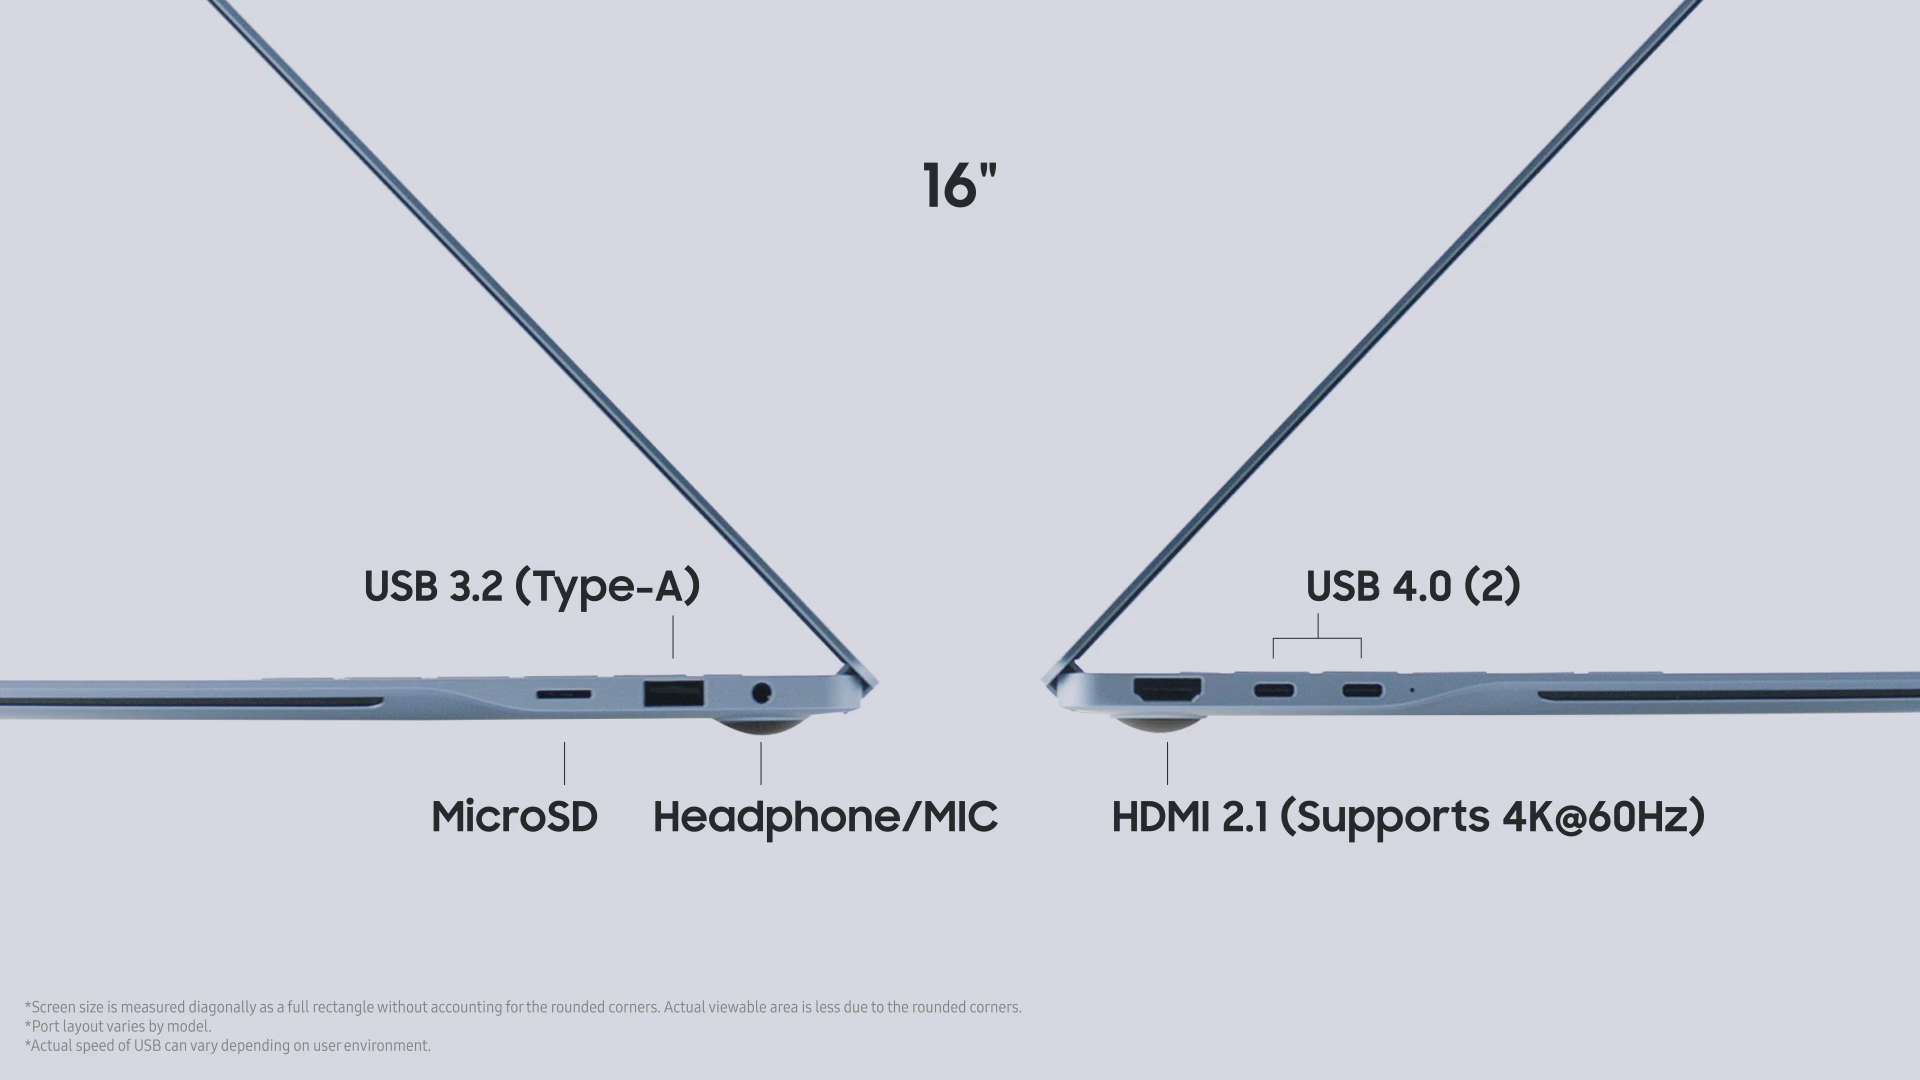 16"
USB 3.2 (Type-A)
USB 4.0 (2)
MicroSD
Headphone/MIC
HDMI 2.1 (Supports 4K@60Hz)
*Screen size is measured diagonally as a full rectangle without accounting for the rounded corners. Actual viewable area is less due to the rounded corners.
*Port layout varies by model.
*Actual speed of USB can vary depending on user environment.